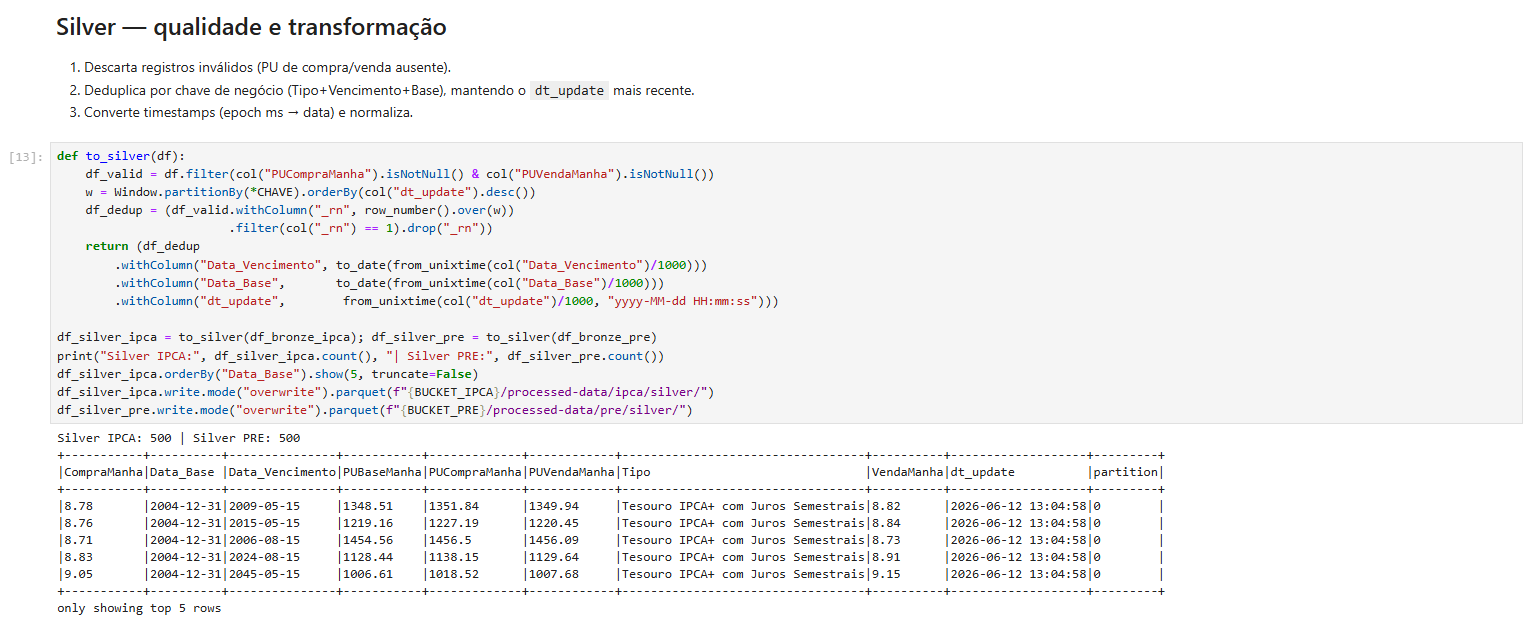 Silver — qualidade e transformação
1. Descarta registros inválidos (PU de compra/venda ausente).
2. Deduplica por chave de negócio (Tipo+Vencimento+Base), mantendo o dt_update mais recente.
3. Converte timestamps (epoch ms → data) e normaliza.
[13]: def to_silver(df):
    df_valid = df.filter(col("PUCompraManha").isNotNull() & col("PUVendaManha").isNotNull())
    w = Window.partitionBy(*CHAVE).orderBy(col("dt_update").desc())
    df_dedup = (df_valid.withColumn("_rn", row_number().over(w))
                        .filter(col("_rn") == 1).drop("_rn"))
    return (df_dedup
        .withColumn("Data_Vencimento", to_date(from_unixtime(col("Data_Vencimento")/1000)))
        .withColumn("Data_Base",       to_date(from_unixtime(col("Data_Base")/1000)))
        .withColumn("dt_update",        from_unixtime(col("dt_update")/1000, "yyyy-MM-dd HH:mm:ss")))
df_silver_ipca = to_silver(df_bronze_ipca); df_silver_pre = to_silver(df_bronze_pre)
print("Silver IPCA:", df_silver_ipca.count(), "| Silver PRE:", df_silver_pre.count())
df_silver_ipca.orderBy("Data_Base").show(5, truncate=False)
df_silver_ipca.write.mode("overwrite").parquet(f"{BUCKET_IPCA}/processed-data/ipca/silver/")
df_silver_pre.write.mode("overwrite").parquet(f"{BUCKET_PRE}/processed-data/pre/silver/")
Silver IPCA: 500 | Silver PRE: 500
+-----------+----------+---------------+-----------+-------------+------------+--------------------------------+----------+-------------------+---------+
|CompraManha|Data_Base |Data_Vencimento|PUBaseManha|PUCompraManha|PUVendaManha|Tipo                            |VendaManha|dt_update          |partition|
+-----------+----------+---------------+-----------+-------------+------------+--------------------------------+----------+-------------------+---------+
|8.78       |2004-12-31|2009-05-15     |1348.51    |1351.84      |1349.94     |Tesouro IPCA+ com Juros Semestrais|8.82      |2026-06-12 13:04:58|0        |
|8.76       |2004-12-31|2015-05-15     |1219.16    |1227.19      |1220.45     |Tesouro IPCA+ com Juros Semestrais|8.84      |2026-06-12 13:04:58|0        |
|8.71       |2004-12-31|2006-08-15     |1454.56    |1456.5       |1456.09     |Tesouro IPCA+ com Juros Semestrais|8.73      |2026-06-12 13:04:58|0        |
|8.83       |2004-12-31|2024-08-15     |1128.44    |1138.15      |1129.64     |Tesouro IPCA+ com Juros Semestrais|8.91      |2026-06-12 13:04:58|0        |
|9.05       |2004-12-31|2045-05-15     |1006.61    |1018.52      |1007.68     |Tesouro IPCA+ com Juros Semestrais|9.15      |2026-06-12 13:04:58|0        |
+-----------+----------+---------------+-----------+-------------+------------+--------------------------------+----------+-------------------+---------+
only showing top 5 rows